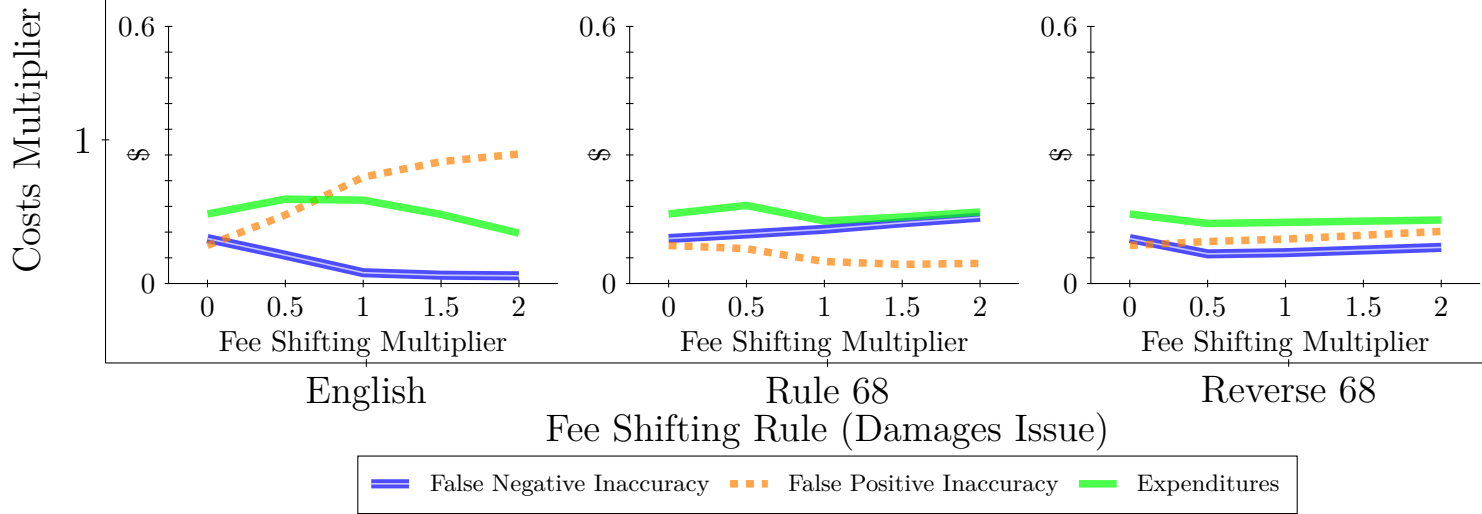 Costs Multiplier
1
0.6
$
0
0 0.5 1 1.5 2
Fee Shifting Multiplier
0.6
$
0
0 0.5 1 1.5 2
Fee Shifting Multiplier
0.6
$
0
0 0.5 1 1.5 2
Fee Shifting Multiplier
English Rule 68 Reverse 68
Fee Shifting Rule (Damages Issue)
False Negative Inaccuracy False Positive Inaccuracy Expenditures